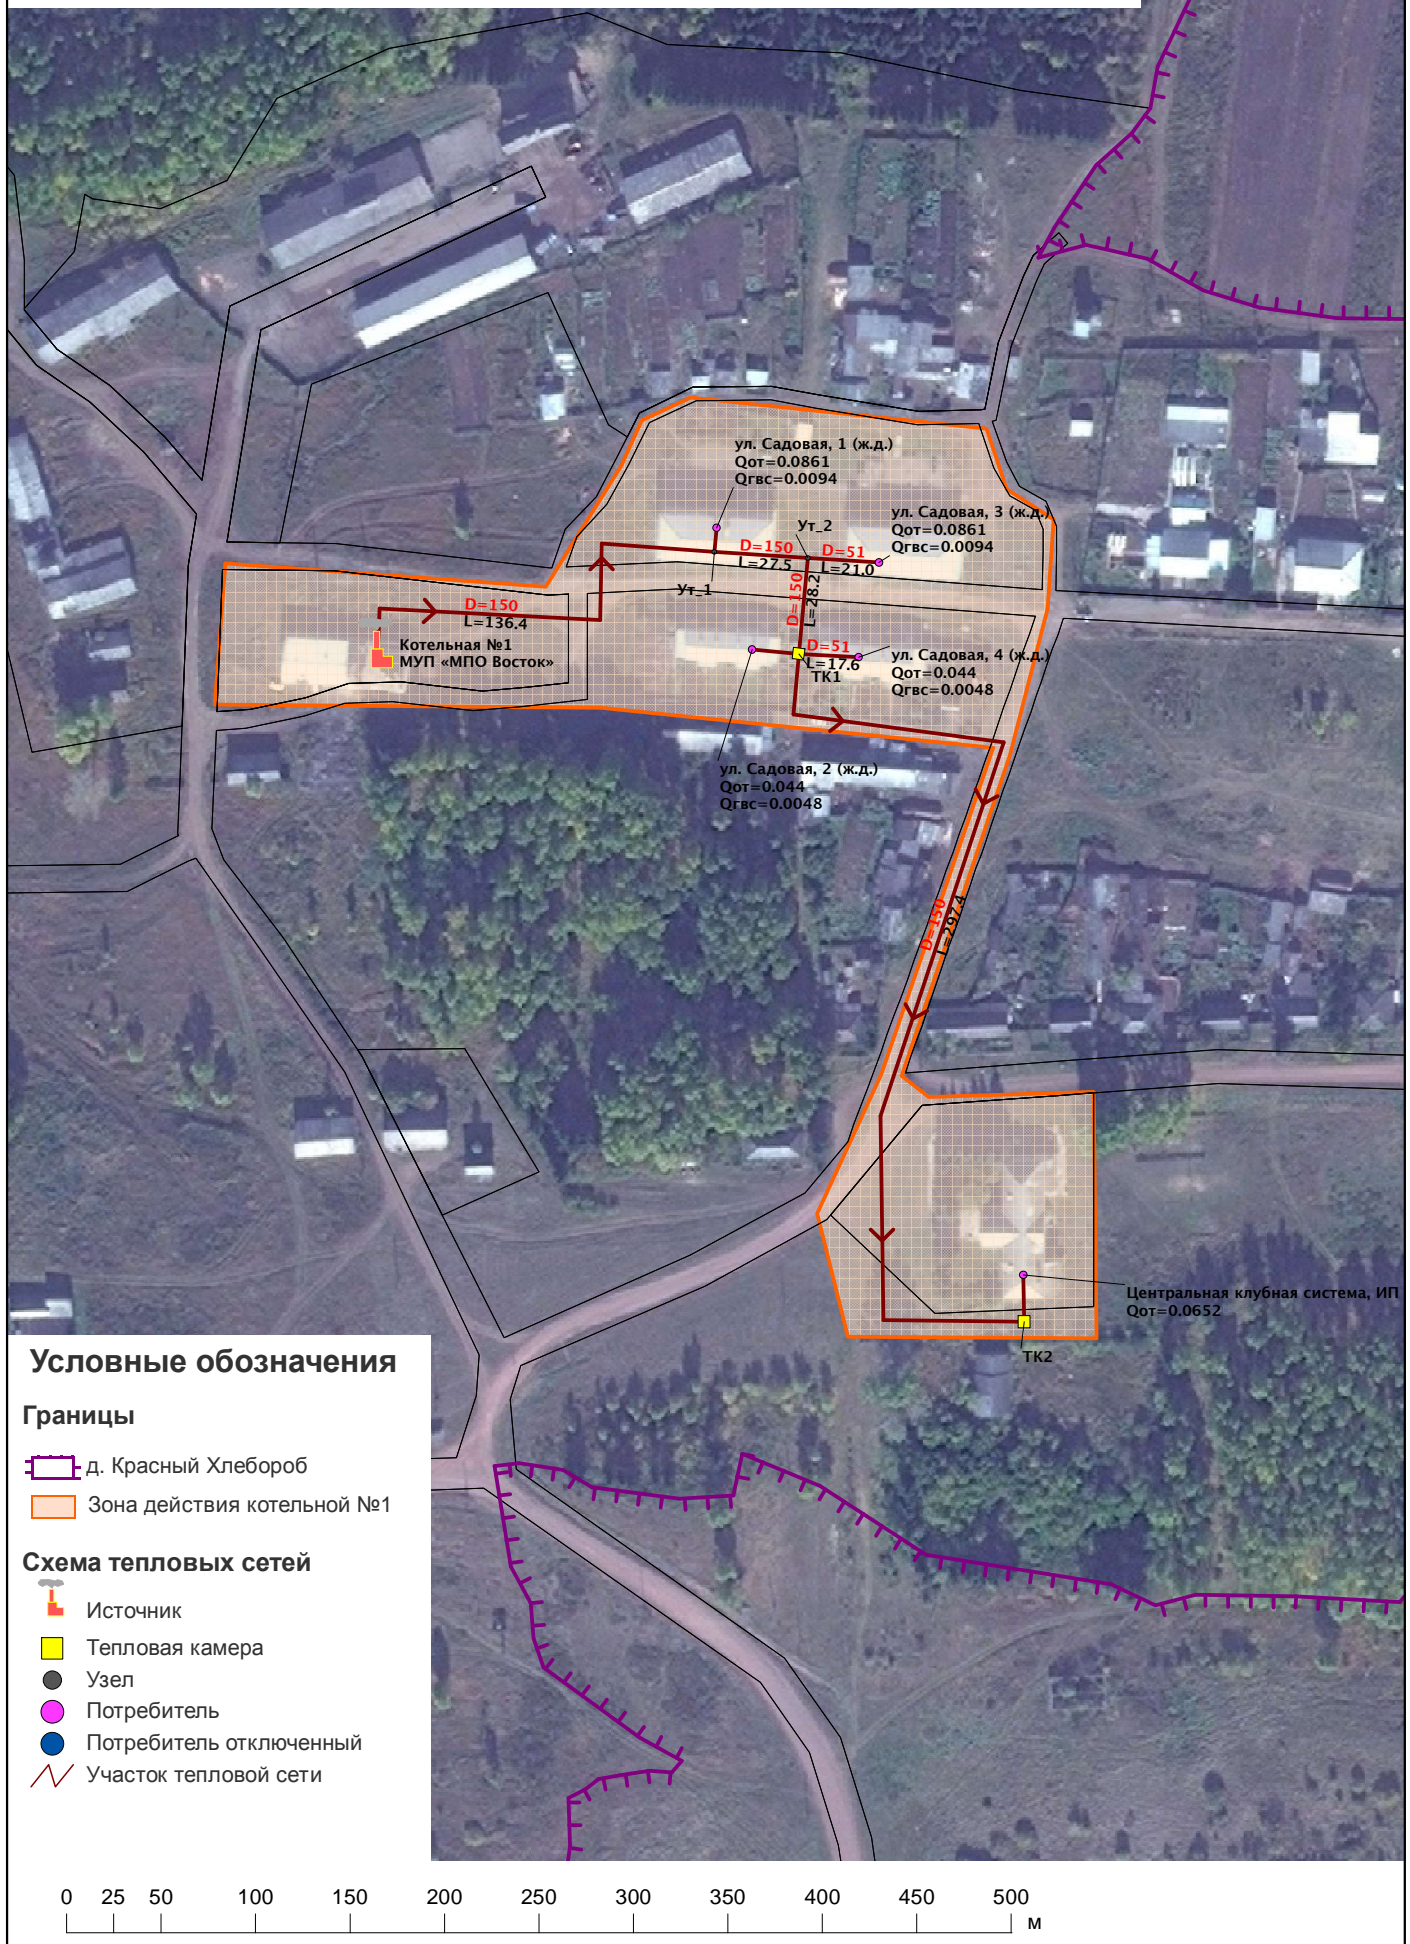 ул. Садовая, 1 (ж.д.)
Qот=0.0861
Qгвс=0.0094
ул. Садовая, 3 (ж.д.)
Qот=0.0861
Qгвс=0.0094
Ут_2
D=150
L=27.5
D=51
L=21.0
Ут_1
D=150
L=28.2
D=150
L=136.4
Котельная №1
МУП «МПО Восток»
D=51
L=17.6
ТК1
ул. Садовая, 4 (ж.д.)
Qот=0.044
Qгвс=0.0048
ул. Садовая, 2 (ж.д.)
Qот=0.044
Qгвс=0.0048
D=150
L=297.4
Центральная клубная система, ИП
Qот=0.0652
ТК2
Условные обозначения
Границы
д. Красный Хлебороб
Зона действия котельной №1
Схема тепловых сетей
Источник
Тепловая камера
Узел
Потребитель
Потребитель отключенный
Участок тепловой сети
0 25 50 100 150 200 250 300 350 400 450 500
м